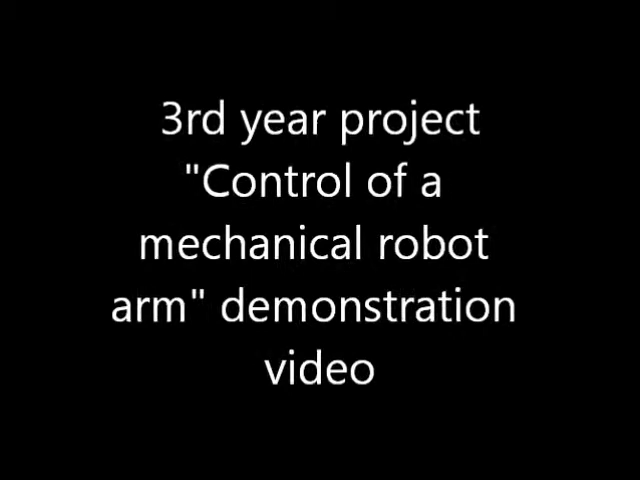 3rd year project
"Control of a
mechanical robot
arm" demonstration
video